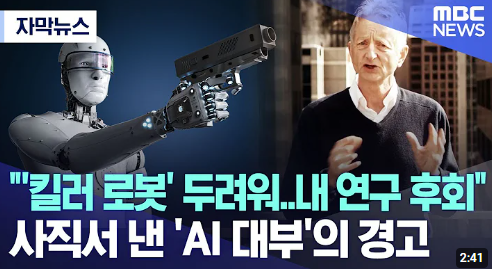 자막뉴스
MBC
NEWS
"'킬러 로봇' 두려워..내 연구 후회"
사직서 낸 'AI 대부'의 경고
2:41